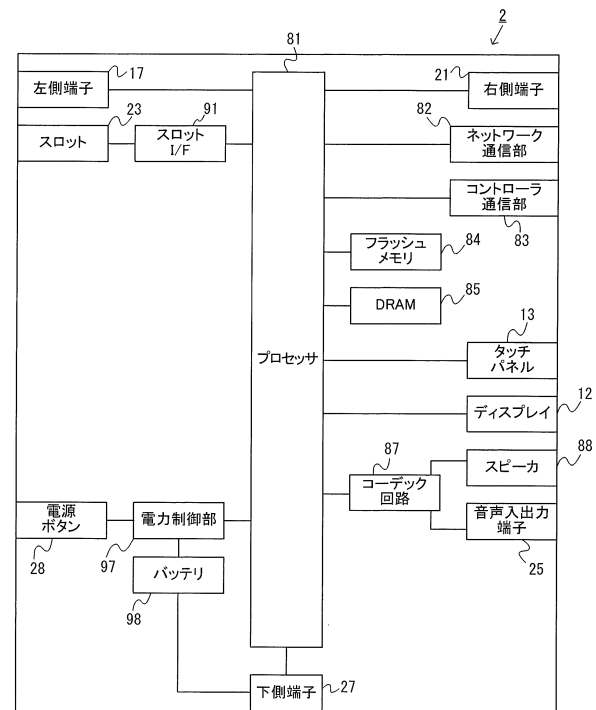 2
81
左側端子
17
21
右側端子
スロット
23
スロット
I/F
91
82
ネットワーク
通信部
コントローラ
通信部
83
フラッシュ
メモリ
84
DRAM
85
プロセッサ
13
タッチ
パネル
ディスプレイ
12
87
コーデック
回路
スピーカ
88
音声入出力
端子
25
電源
ボタン
28
電力制御部
97
バッテリ
98
下側端子
27